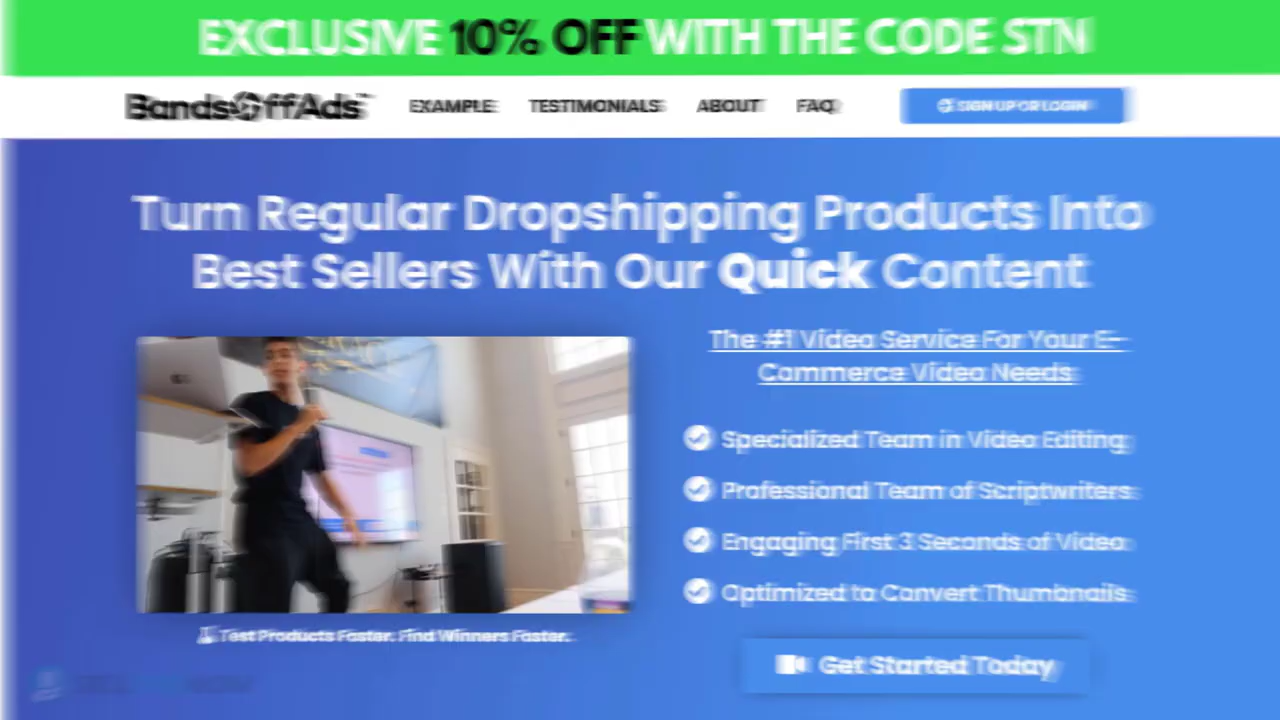 EXCLUSIVE 10% OFF WITH THE CODE STN
BandsOffAds
EXAMPLE
TESTIMONIALS
ABOUT
FAQ
SIGN UP OR LOGIN
Turn Regular Dropshipping Products Into
Best Sellers With Our Quick Content
The #1 Video Service For Your E-
Commerce Video Needs
Specialized Team in Video Editing
Professional Team of Scriptwriters
Engaging First 3 Seconds of Video
Optimized to Convert Thumbnails
Test Products Faster. Find Winners Faster.
Get Started Today